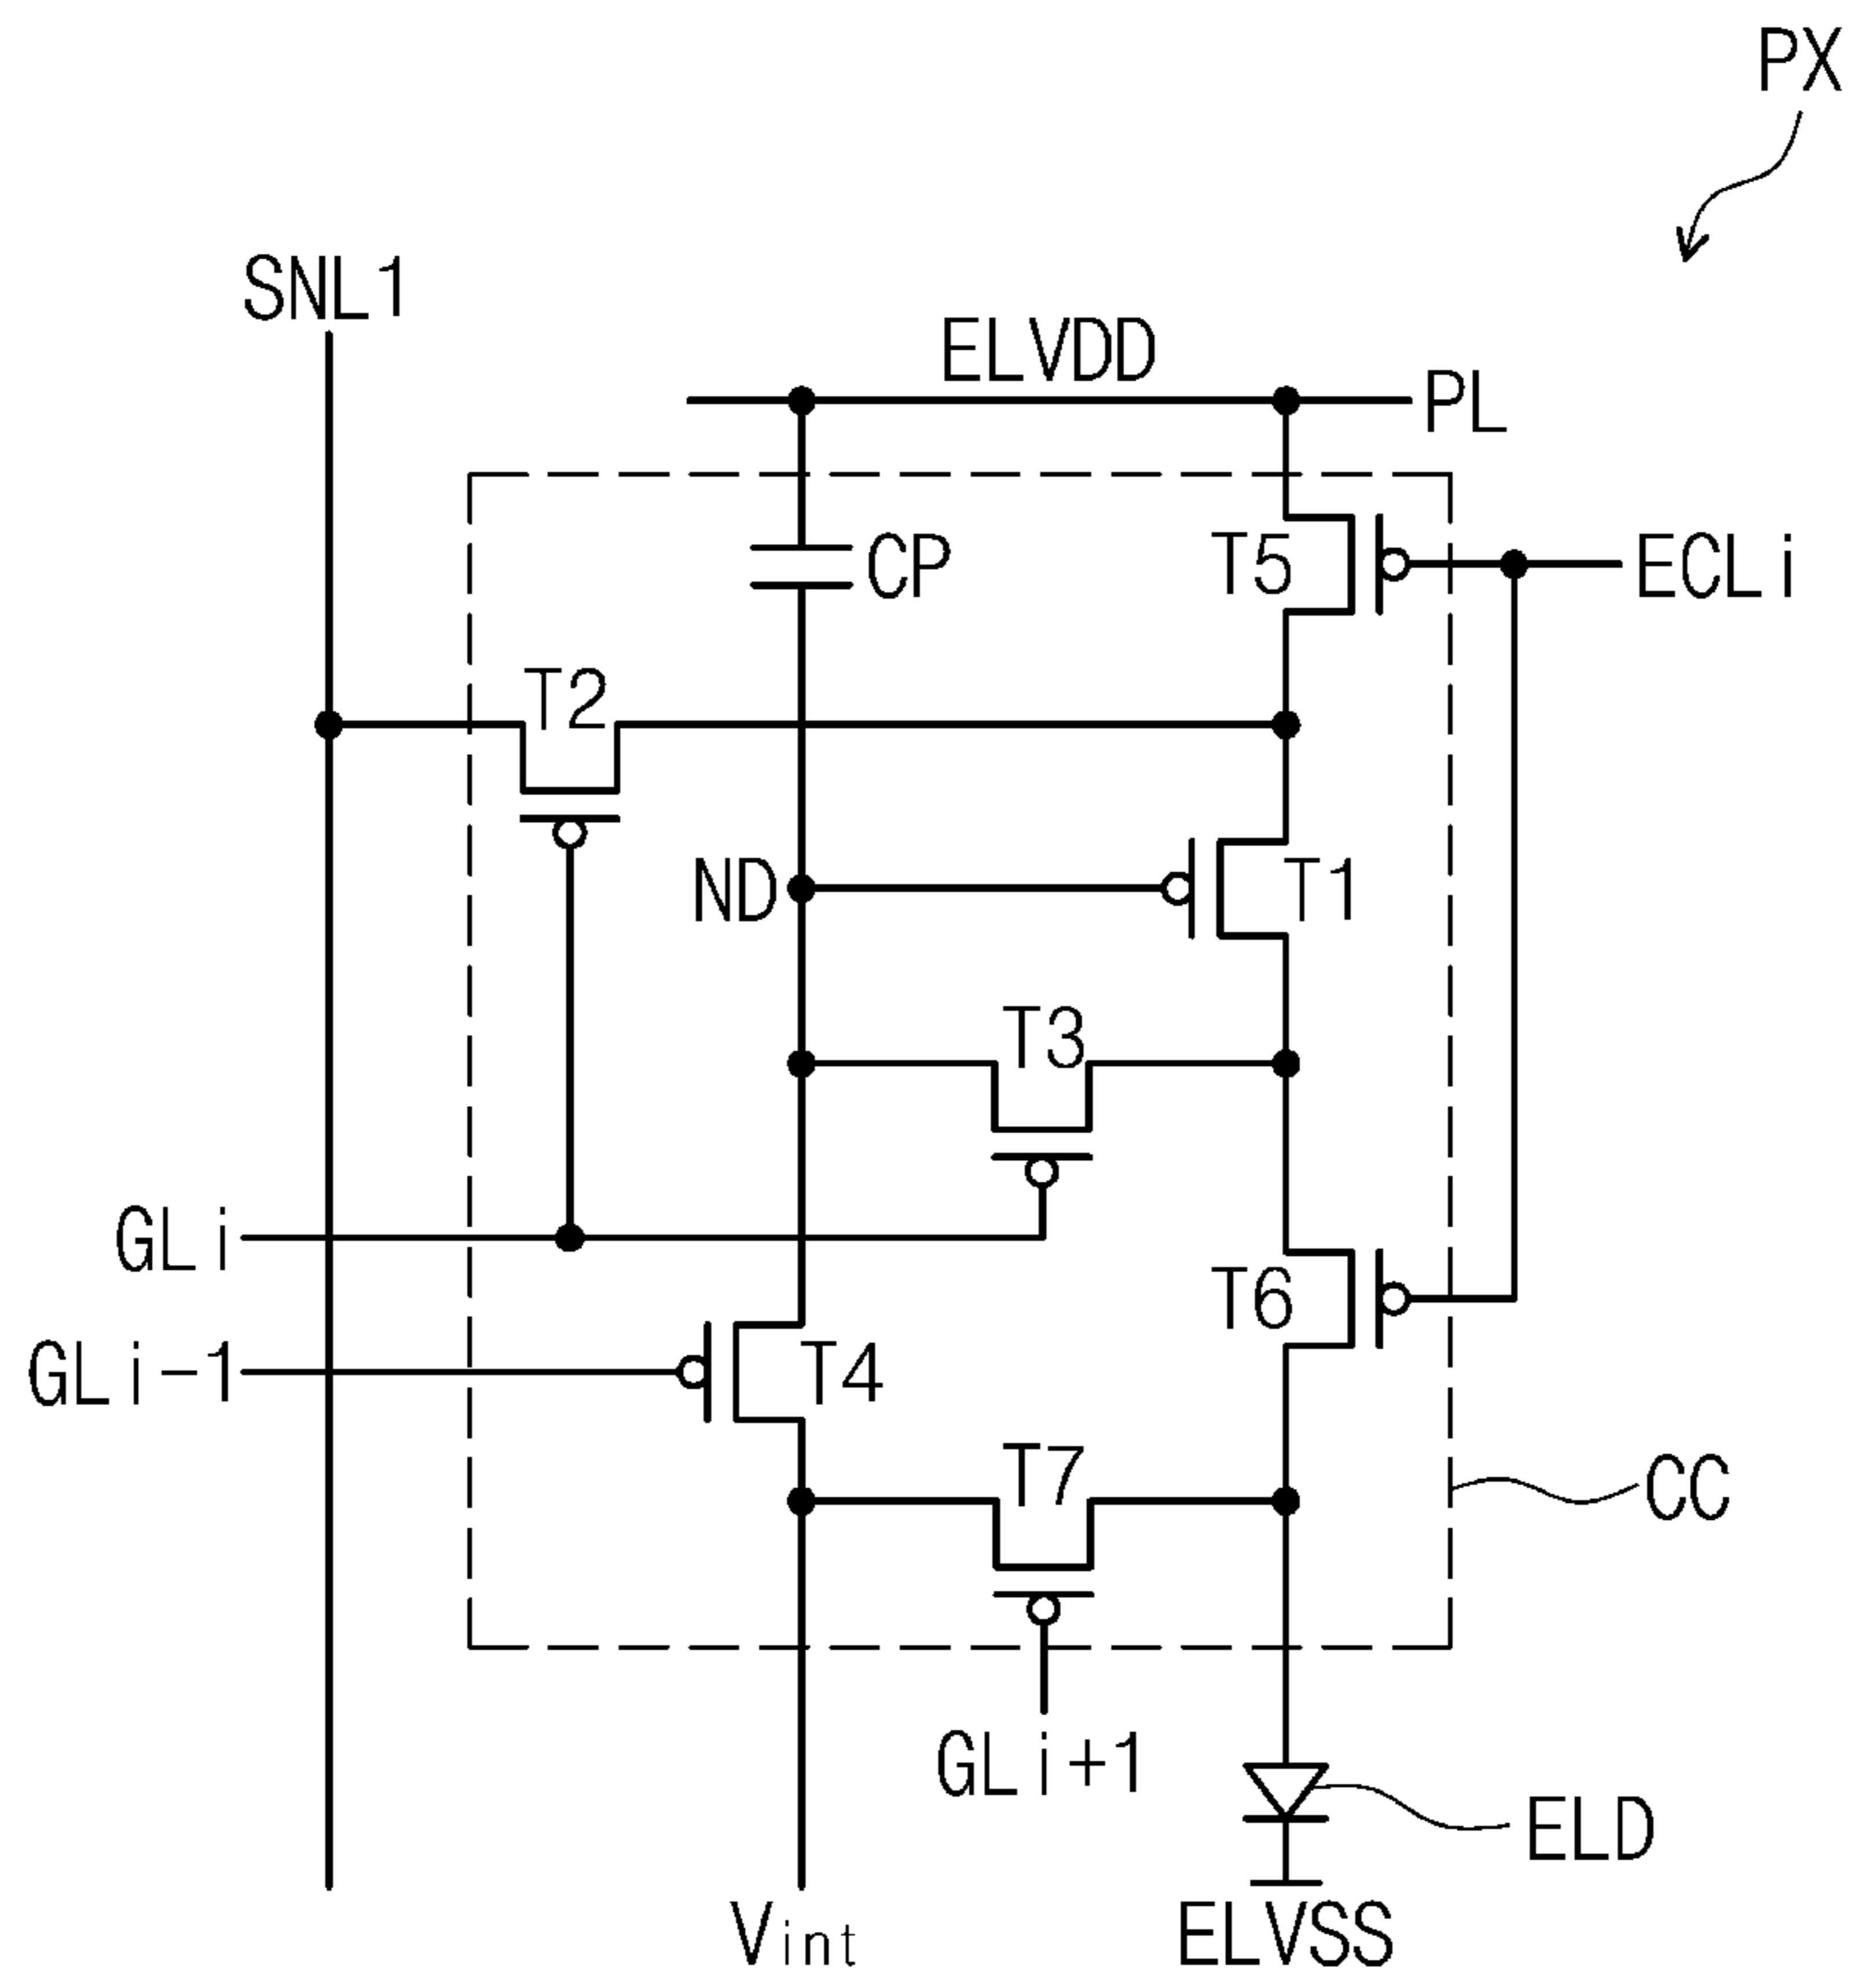 PX
SNL1
ELVDD
PL
CP
T5
ECLi
T2
ND
T1
T3
GLi
T6
GLi-1
T4
T7
CC
GLi+1
ELD
Vint
ELVSS